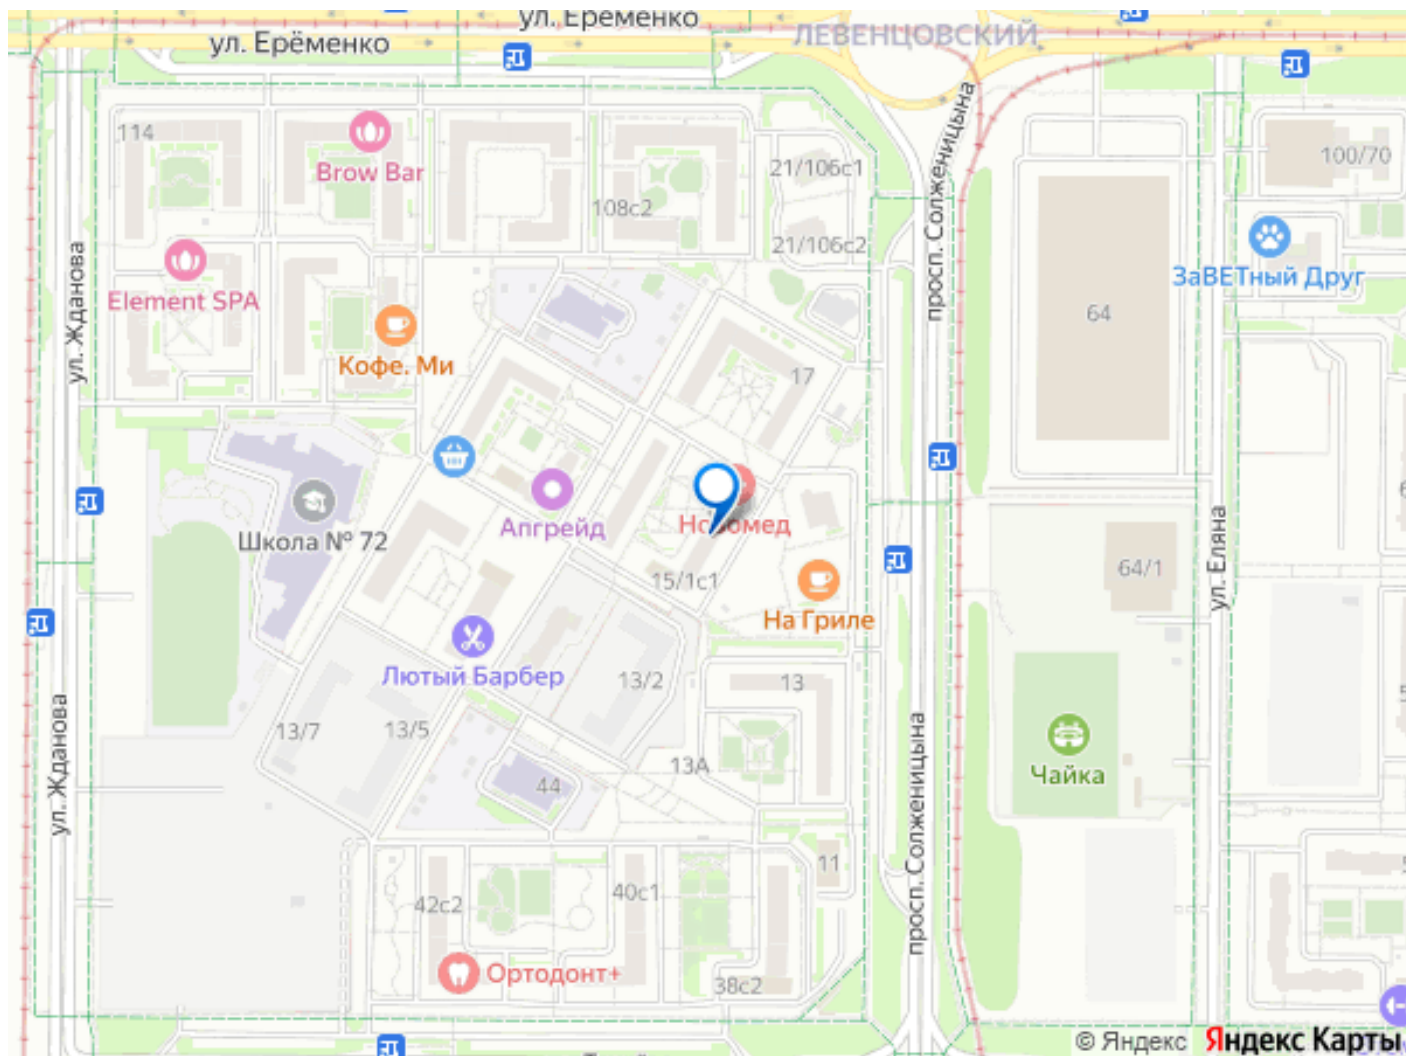 ул. Ерёменко
ул. Ерёменко
ЛЕВЕНЦОВСКИЙ
114
Brow Bar
108с2
21/106с1
21/106с2
просп. Солженицына
100/70
ЗаВЕТный Друг
ул. Жданова
Element SPA
Кофе. Ми
17
64
Школа № 72
Апгрейд
Новомед
15/1с1
На Гриле
64/1
ул. Еляна
Лютый Барбер
13/2
13
13/7
13/5
13А
44
Чайка
ул. Жданова
просп. Солженицына
11
42с2
40с1
38с2
Ортодонт+
© Яндекс
Яндекс Карты